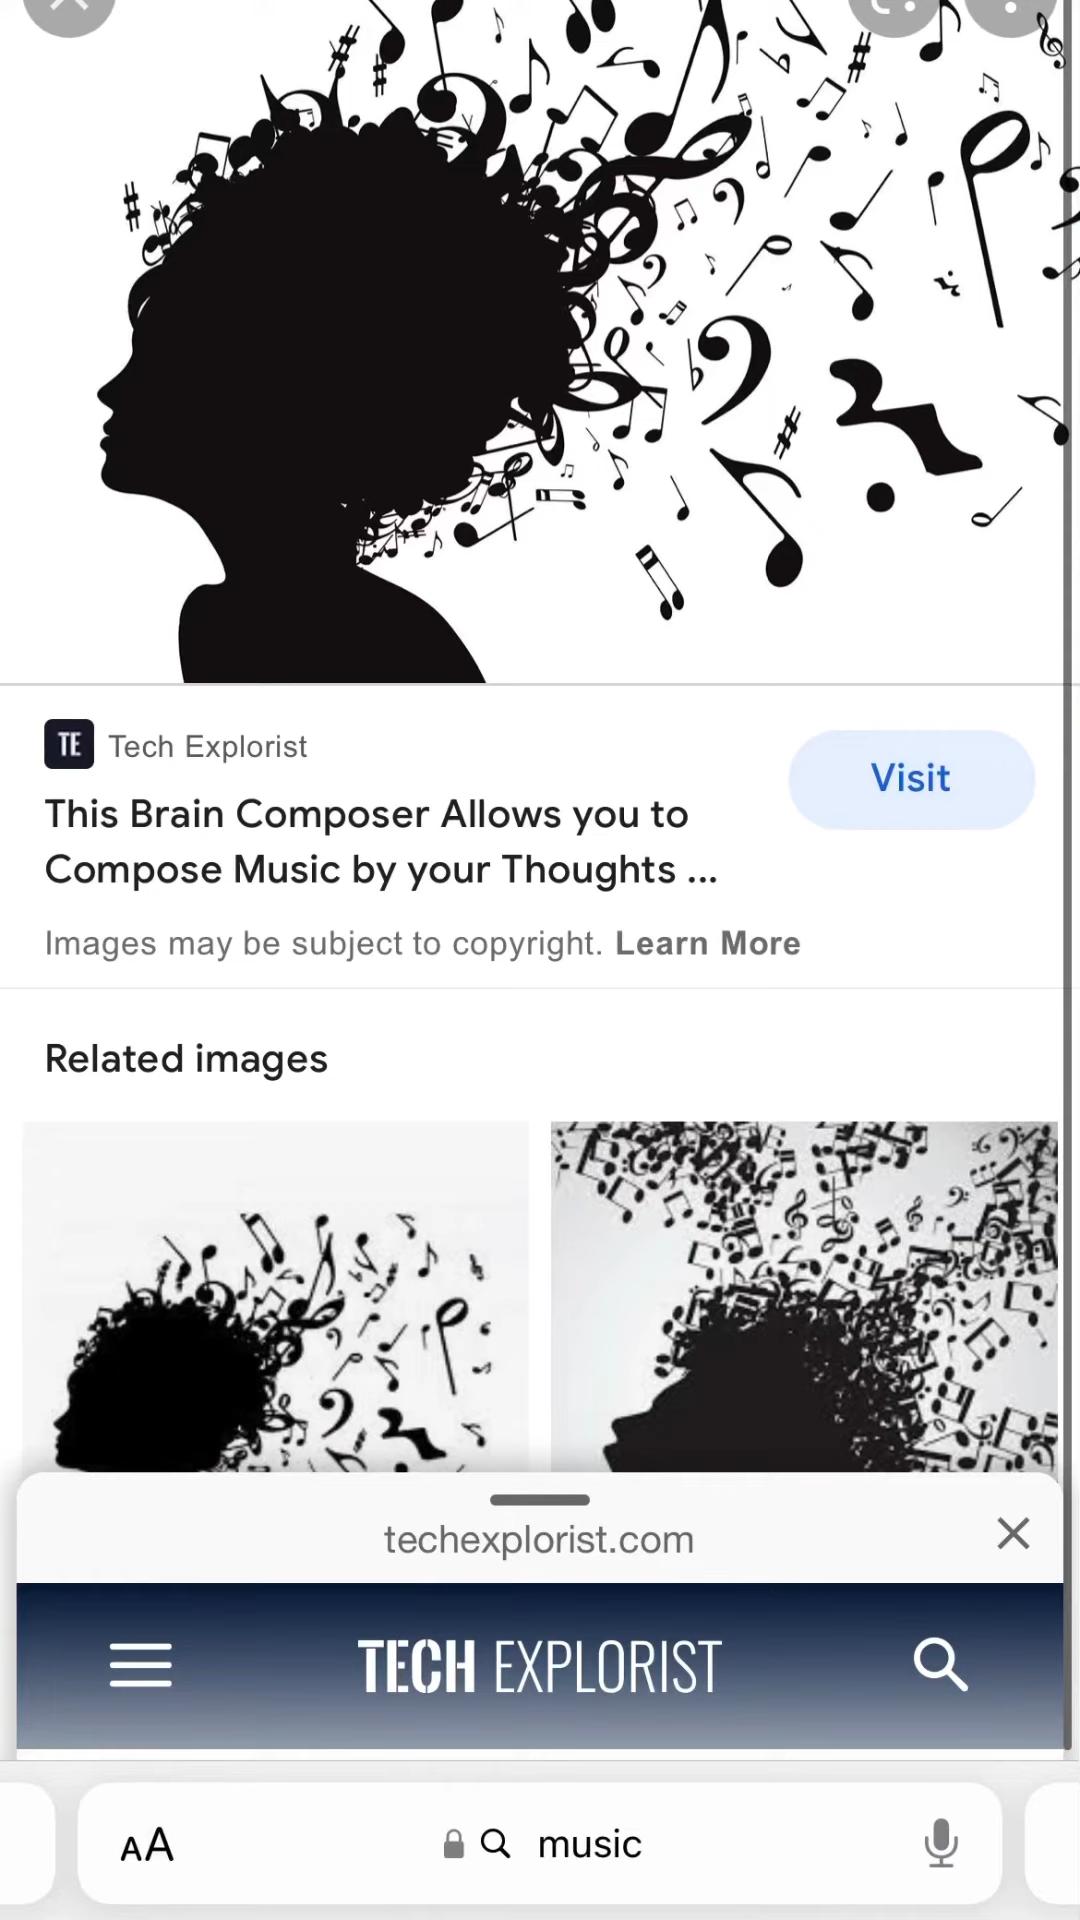 TE Tech Explorist
Visit
This Brain Composer Allows you to
Compose Music by your Thoughts ...
Images may be subject to copyright. Learn More
Related images
techexplorist.com
TECH EXPLORIST
AA music